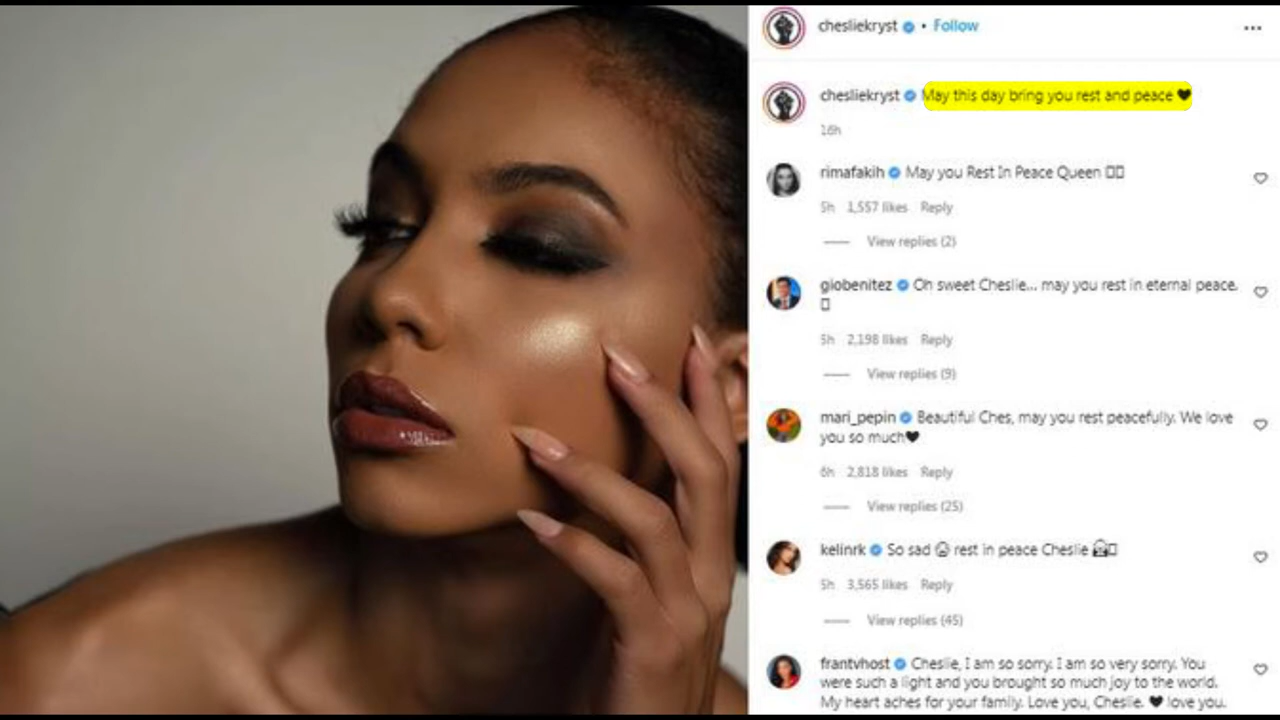 chesliekryst • Follow
chesliekryst May this day bring you rest and peace 🖤
16h
rimafakih May you Rest In Peace Queen
5h 1,557 likes Reply
View replies (2)
giobenitez Oh sweet Cheslie... may you rest in eternal peace.
5h 2,198 likes Reply
View replies (9)
mari_pepin Beautiful Ches, may you rest peacefully. We love
you so much🖤
6h 2,818 likes Reply
View replies (25)
kelinrk So sad rest in peace Cheslie
5h 3,565 likes Reply
View replies (45)
frantvhost Cheslie, I am so sorry. I am so very sorry. You
were such a light and you brought so much joy to the world.
My heart aches for your family. Love you, Cheslie. 🖤 love you.